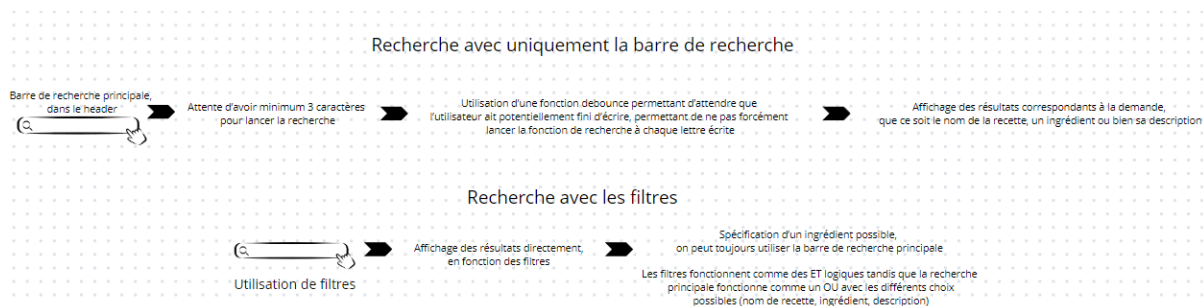 Recherche avec uniquement la barre de recherche
Barre de recherche principale,
dans le header
Attente d'avoir minimum 3 caractères
pour lancer la recherche
Utilisation d'une fonction debounce permettant d'attendre que
l'utilisateur ait potentiellement fini d'écrire, permettant de ne pas forcément
lancer la fonction de recherche à chaque lettre écrite
Affichage des résultats correspondants à la demande,
que ce soit le nom de la recette, un ingrédient ou bien sa description
Recherche avec les filtres
Utilisation de filtres
Affichage des résultats directement,
en fonction des filtres
Spécification d'un ingrédient possible,
on peut toujours utiliser la barre de recherche principale
Les filtres fonctionnent comme des ET logiques tandis que la recherche
principale fonctionne comme un OU avec les différents choix
possibles (nom de recette, ingrédient, description)